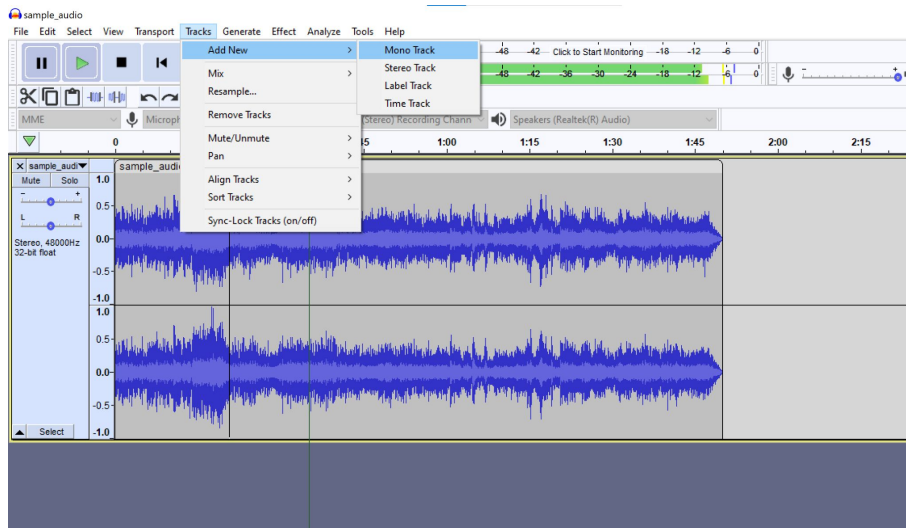 sample_audio
File Edit Select View Transport Tracks Generate Effect Analyze Tools Help
Add New
Mix
Resample...
Remove Tracks
Mute/Unmute
Pan
Align Tracks
Sort Tracks
Sync-Lock Tracks (on/off)
Mono Track
Stereo Track
Label Track
Time Track
-48 -42 Click to Start Monitoring -18 -12 -6 0
-48 -42 -36 -30 -24 -18 -12 -6 0
MME Speakers (Realtek(R) Audio)
(Stereo) Recording Chann
0 1:00 1:15 1:30 1:45 2:00 2:15
sample_audi
Mute Solo
- +
L R
Stereo, 48000Hz
32-bit float
Select
1.0
0.5
0.0
-0.5
-1.0
1.0
0.5
0.0
-0.5
-1.0